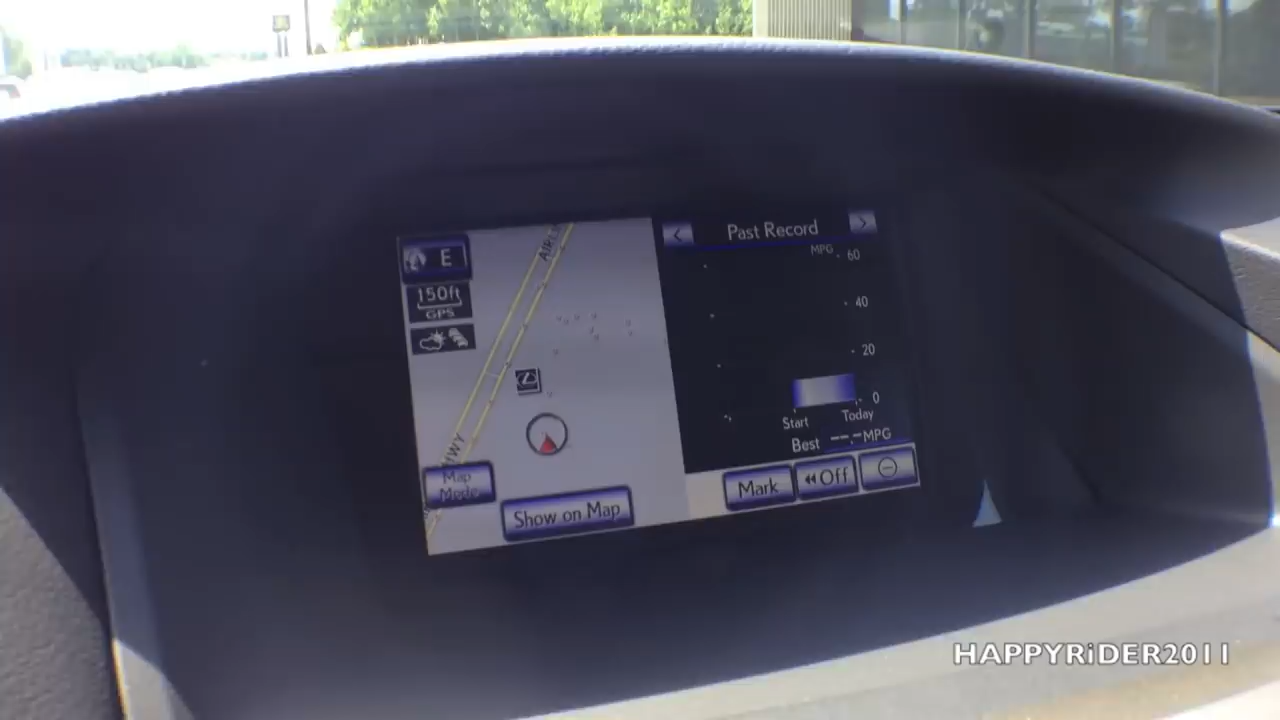 E
150ft
GPS
HWY
Map
Mode
Show on Map
Past Record
MPG
60
40
20
0
Start
Today
Best --.-MPG
Mark
Off
HAPPYRiDER2011